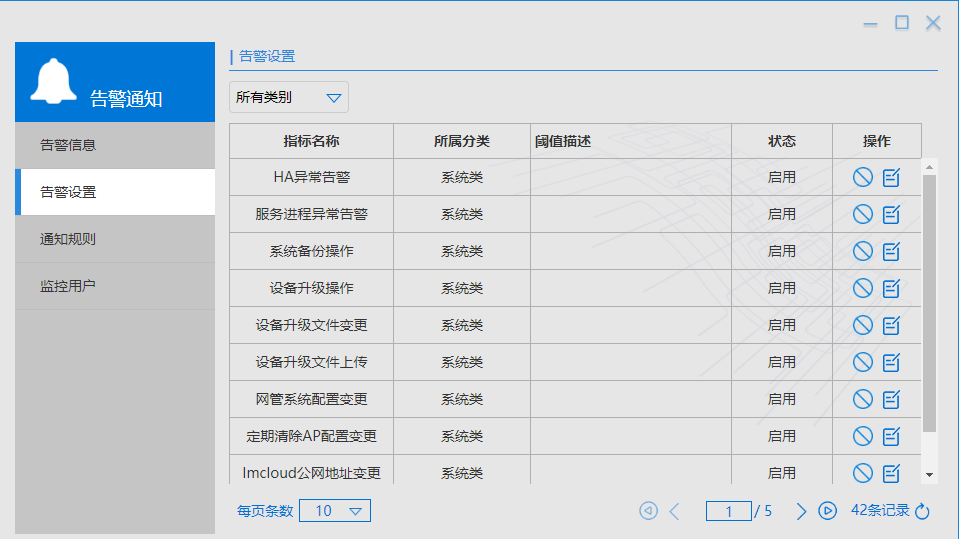 告警通知
告警信息
告警设置
通知规则
监控用户
告警设置
所有类别
指标名称 所属分类 阈值描述 状态 操作
HA异常告警 系统类 启用
服务进程异常告警 系统类 启用
系统备份操作 系统类 启用
设备升级操作 系统类 启用
设备升级文件变更 系统类 启用
设备升级文件上传 系统类 启用
网管系统配置变更 系统类 启用
定期清除AP配置变更 系统类 启用
Imcloud公网地址变更 系统类 启用
每页条数 10 1 / 5 42条记录